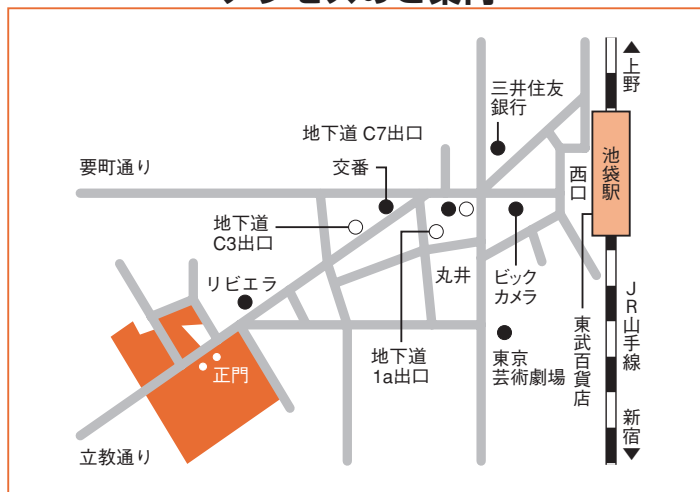 ▲上野
三井住友
銀行
地下道 C7出口
要町通り
交番
西口
池袋駅
地下道
C3出口
丸井
ビック
カメラ
リビエラ
JR山手線
東武百貨店
地下道
1a出口
東京
芸術劇場
正門
立教通り
新宿▼